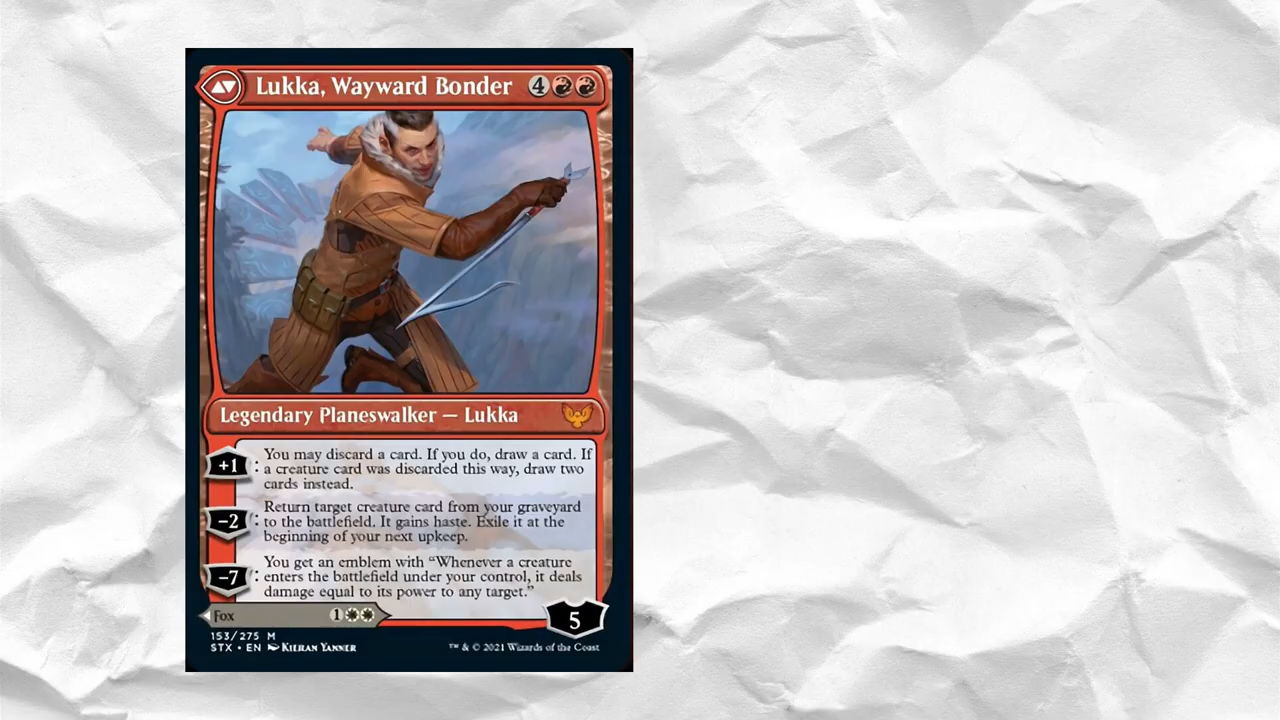 Lukka, Wayward Bonder 4
Legendary Planeswalker — Lukka
+1: You may discard a card. If you do, draw a card. If
a creature card was discarded this way, draw two
cards instead.
−2: Return target creature card from your graveyard
to the battlefield. It gains haste. Exile it at the
beginning of your next upkeep.
−7: You get an emblem with “Whenever a creature
enters the battlefield under your control, it deals
damage equal to its power to any target.”
Fox 1
5
153/275 M
STX • EN Kieran Yanner
™ & © 2021 Wizards of the Coast